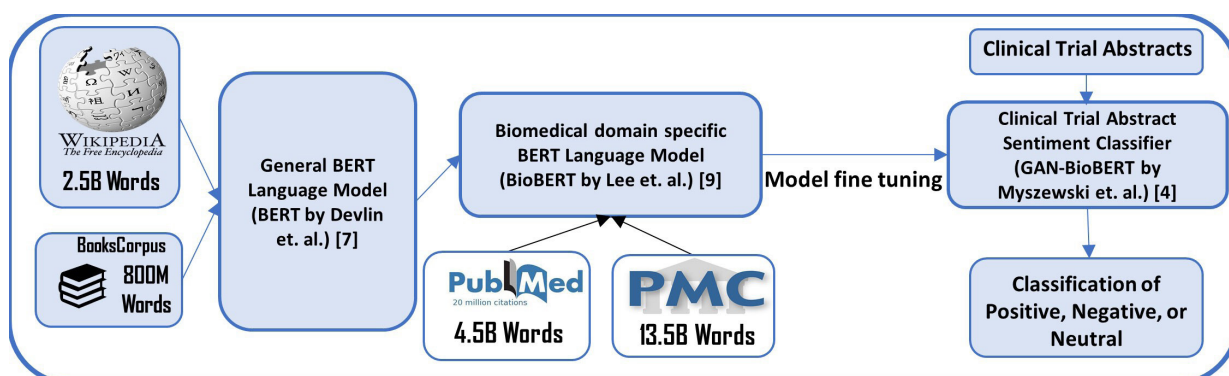 WIKIPEDIA
The Free Encyclopedia
2.5B Words
BooksCorpus
800M
Words
General BERT
Language Model
(BERT by Devlin
et. al.) [7]
Biomedical domain specific
BERT Language Model
(BioBERT by Lee et. al.) [9]
PubMed
20 million citations
4.5B Words
PMC
13.5B Words
Model fine tuning
Clinical Trial Abstracts
Clinical Trial Abstract
Sentiment Classifier
(GAN-BioBERT by
Myszewski et. al.) [4]
Classification of
Positive, Negative, or
Neutral